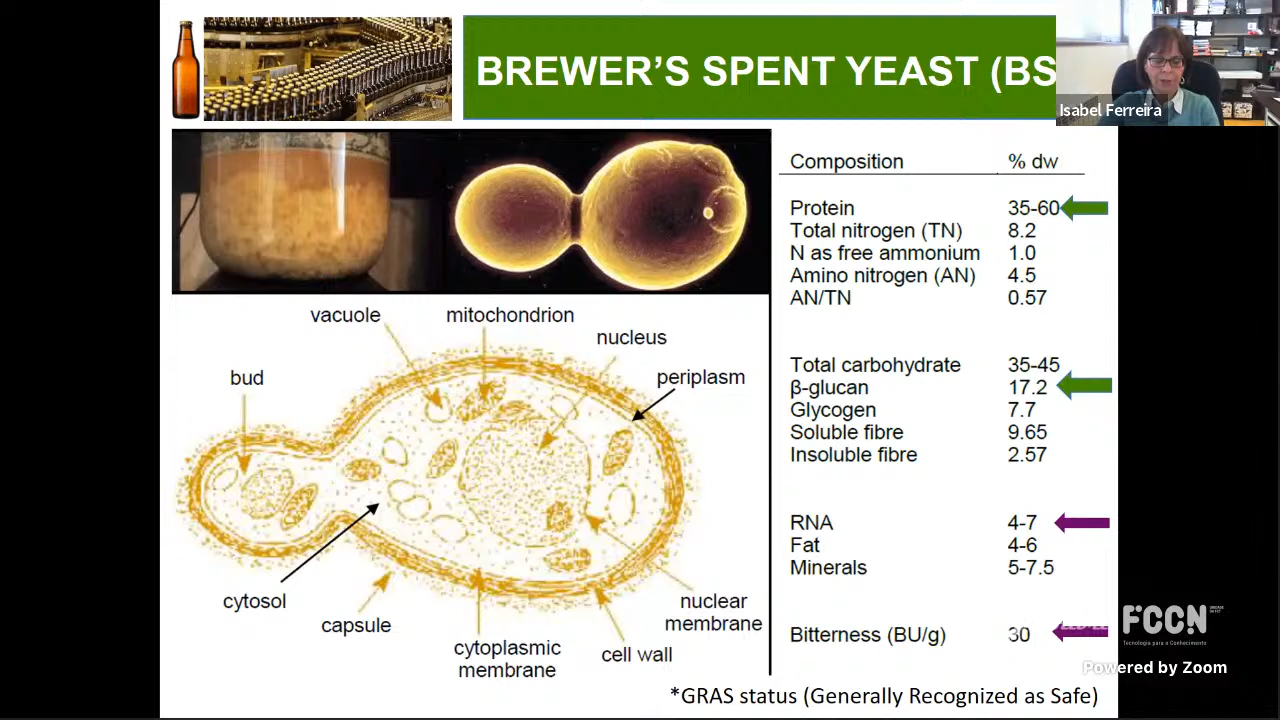 BREWER'S SPENT YEAST (BS
Isabel Ferreira
Composition % dw
Protein 35-60
Total nitrogen (TN) 8.2
N as free ammonium 1.0
Amino nitrogen (AN) 4.5
AN/TN 0.57
Total carbohydrate 35-45
β-glucan 17.2
Glycogen 7.7
Soluble fibre 9.65
Insoluble fibre 2.57
RNA 4-7
Fat 4-6
Minerals 5-7.5
Bitterness (BU/g) 30
vacuole
mitochondrion
nucleus
bud
periplasm
cytosol
capsule
cytoplasmic
membrane
cell wall
nuclear
membrane
*GRAS status (Generally Recognized as Safe)
FCCN
Tecnologia para o Conhecimento
Powered by Zoom